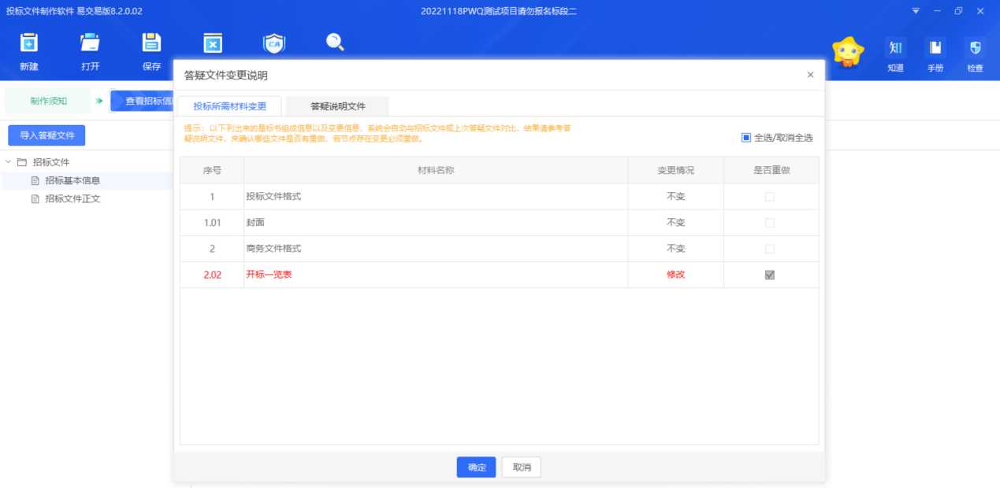 投标文件制作软件 易交易版8.2.0.02
20221118PWQ测试项目请勿报名标段二
新建
打开
保存
CA
知道
手册
检查
制作须知
查看招标信
导入答疑文件
招标文件
招标基本信息
招标文件正文
答疑文件变更说明
投标所需材料变更
答疑说明文件
提示：以下列出来的是标书组成信息以及变更信息，系统会自动与招标文件或上次答疑文件对比，结果请参考答
疑说明文件，来确认哪些文件是否有重做，若节点存在变更必须重做。
全选/取消全选
序号 材料名称 变更情况 是否重做
1 投标文件格式 不变
1.01 封面 不变
2 商务文件格式 不变
2.02 开标一览表 修改
确定
取消